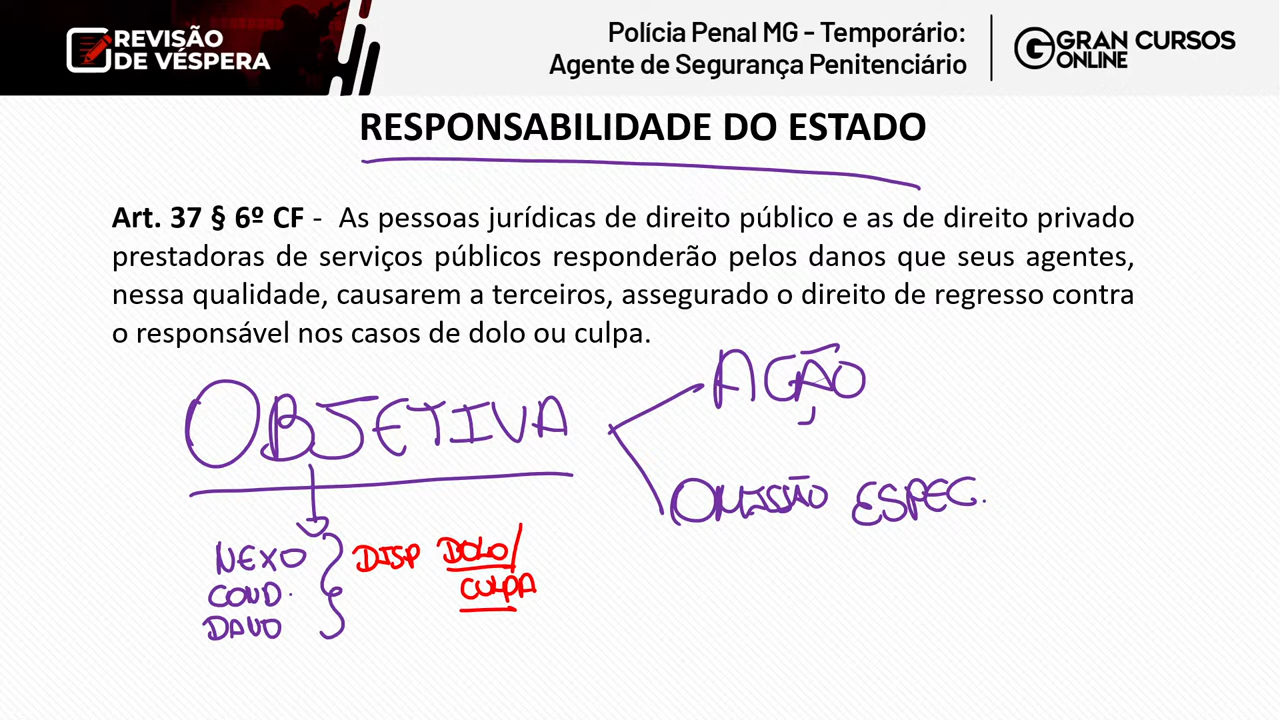 REVISÃO
DE VÉSPERA
Polícia Penal MG - Temporário:
Agente de Segurança Penitenciário
GRAN CURSOS
ONLINE
RESPONSABILIDADE DO ESTADO
Art. 37 § 6º CF - As pessoas jurídicas de direito público e as de direito privado
prestadoras de serviços públicos responderão pelos danos que seus agentes,
nessa qualidade, causarem a terceiros, assegurado o direito de regresso contra
o responsável nos casos de dolo ou culpa.
OBJETIVA
AÇÃO
OMISSÃO ESPEC.
NEXO
COND.
DANO
DISP DOLO/
CULPA